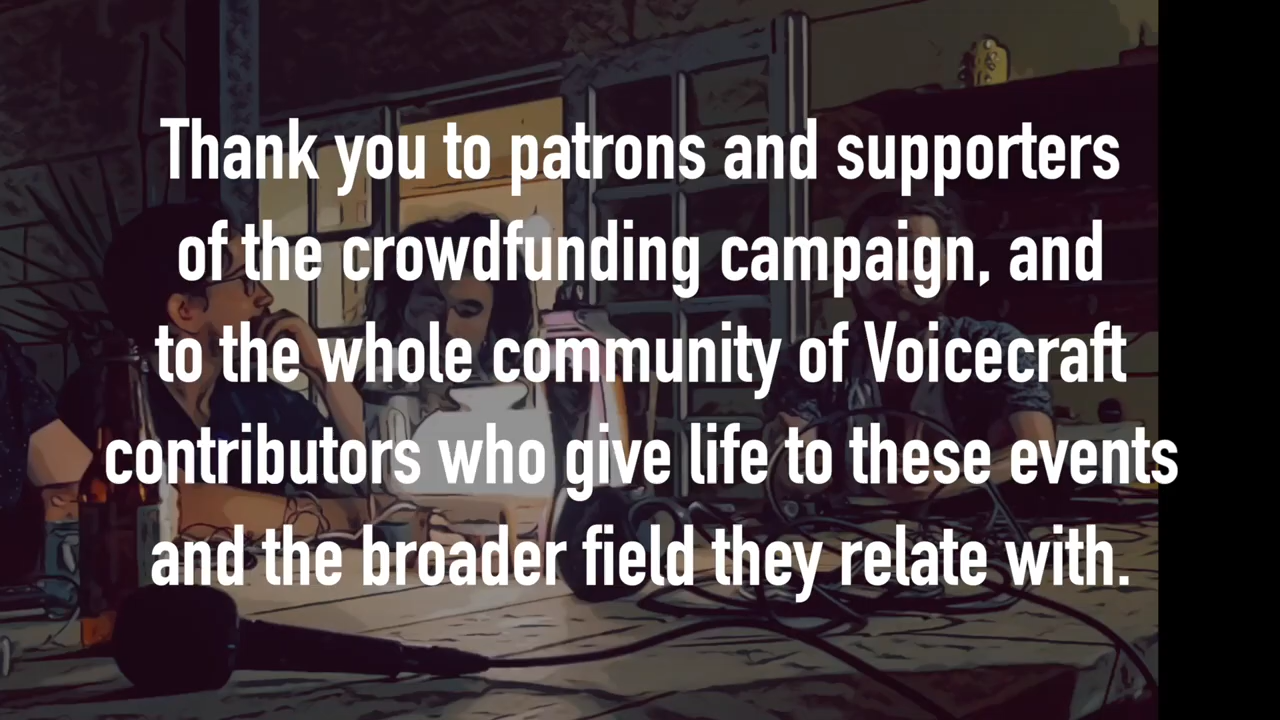 Thank you to patrons and supporters
of the crowdfunding campaign, and
to the whole community of Voicecraft
contributors who give life to these events
and the broader field they relate with.